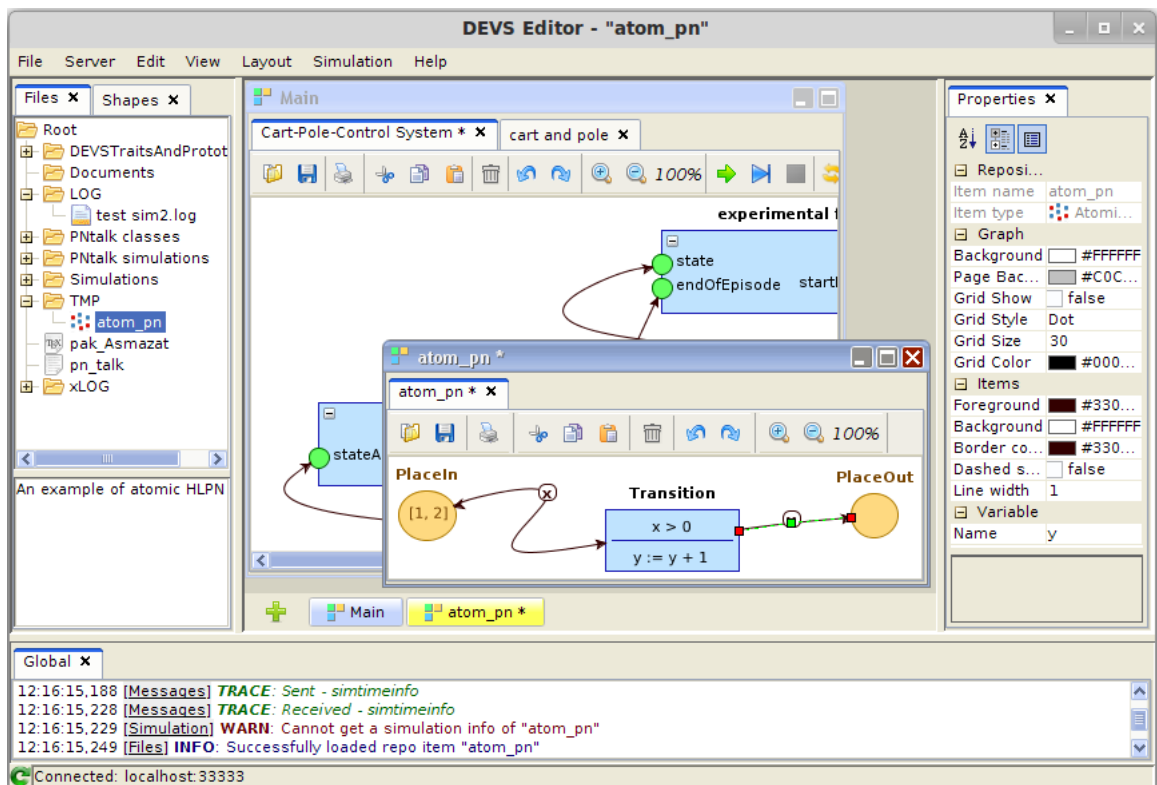 DEVS Editor - "atom_pn"
File Server Edit View Layout Simulation Help
Files Shapes
Root
DEVSTraitsAndProtot
Documents
LOG
test sim2.log
PNtalk classes
PNtalk simulations
Simulations
TMP
atom_pn
pak_Asmazat
pn_talk
xLOG
An example of atomic HLPN
Main
Cart-Pole-Control System * cart and pole
100%
experimental f
state
endOfEpisode startI
stateA
atom_pn *
atom_pn *
100%
PlaceIn
[1, 2]
x
Transition
x > 0
y := y + 1
PlaceOut
Main atom_pn *
Properties
Reposi...
Item name atom_pn
Item type Atomi...
Graph
Background #FFFFFF
Page Bac... #C0C...
Grid Show false
Grid Style Dot
Grid Size 30
Grid Color #000...
Items
Foreground #330...
Background #FFFFFF
Border co... #330...
Dashed s... false
Line width 1
Variable
Name y
Global
12:16:15,188 [Messages] TRACE: Sent - simtimeinfo
12:16:15,228 [Messages] TRACE: Received - simtimeinfo
12:16:15,229 [Simulation] WARN: Cannot get a simulation info of "atom_pn"
12:16:15,249 [Files] INFO: Successfully loaded repo item "atom_pn"
Connected: localhost:33333